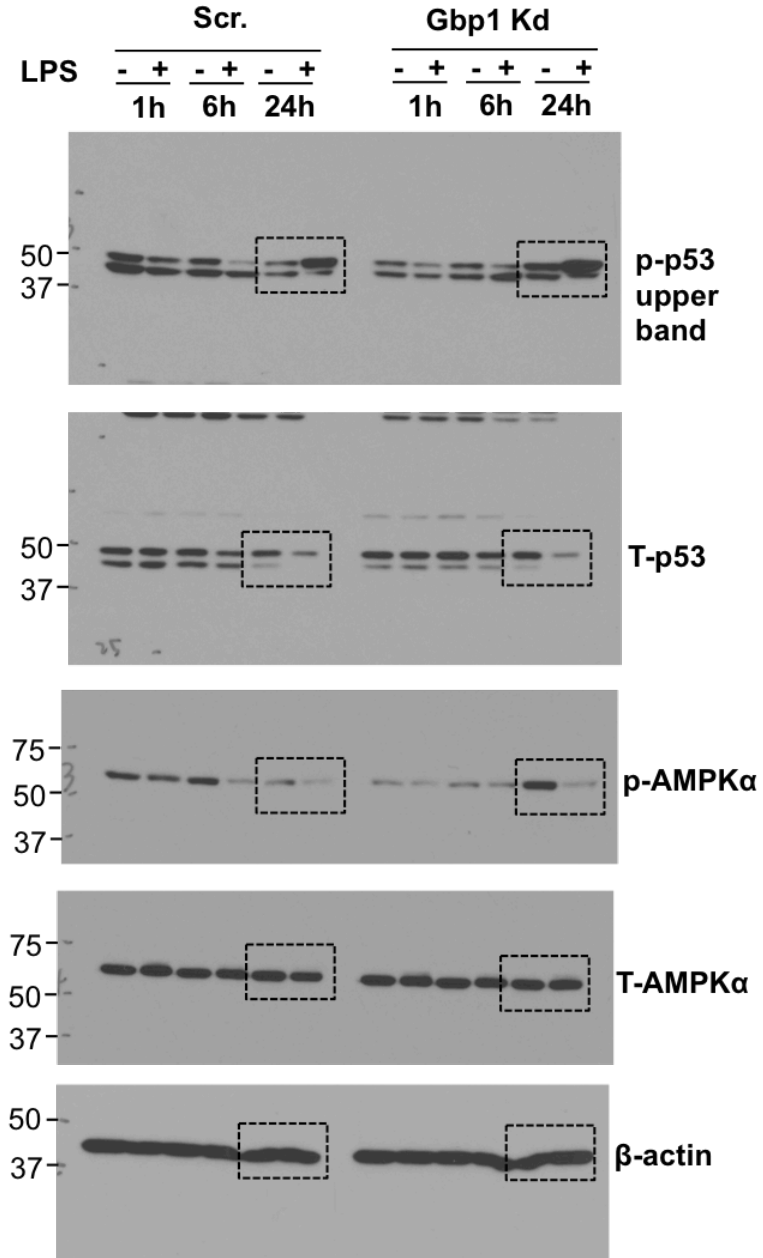 Scr. Gbp1 Kd
LPS - + - + - + - + - + - +
1h 6h 24h 1h 6h 24h
50
37
p-p53
upper
band
50
37
T-p53
25
75
50
37
p-AMPKα
75
50
37
T-AMPKα
50
37
β-actin